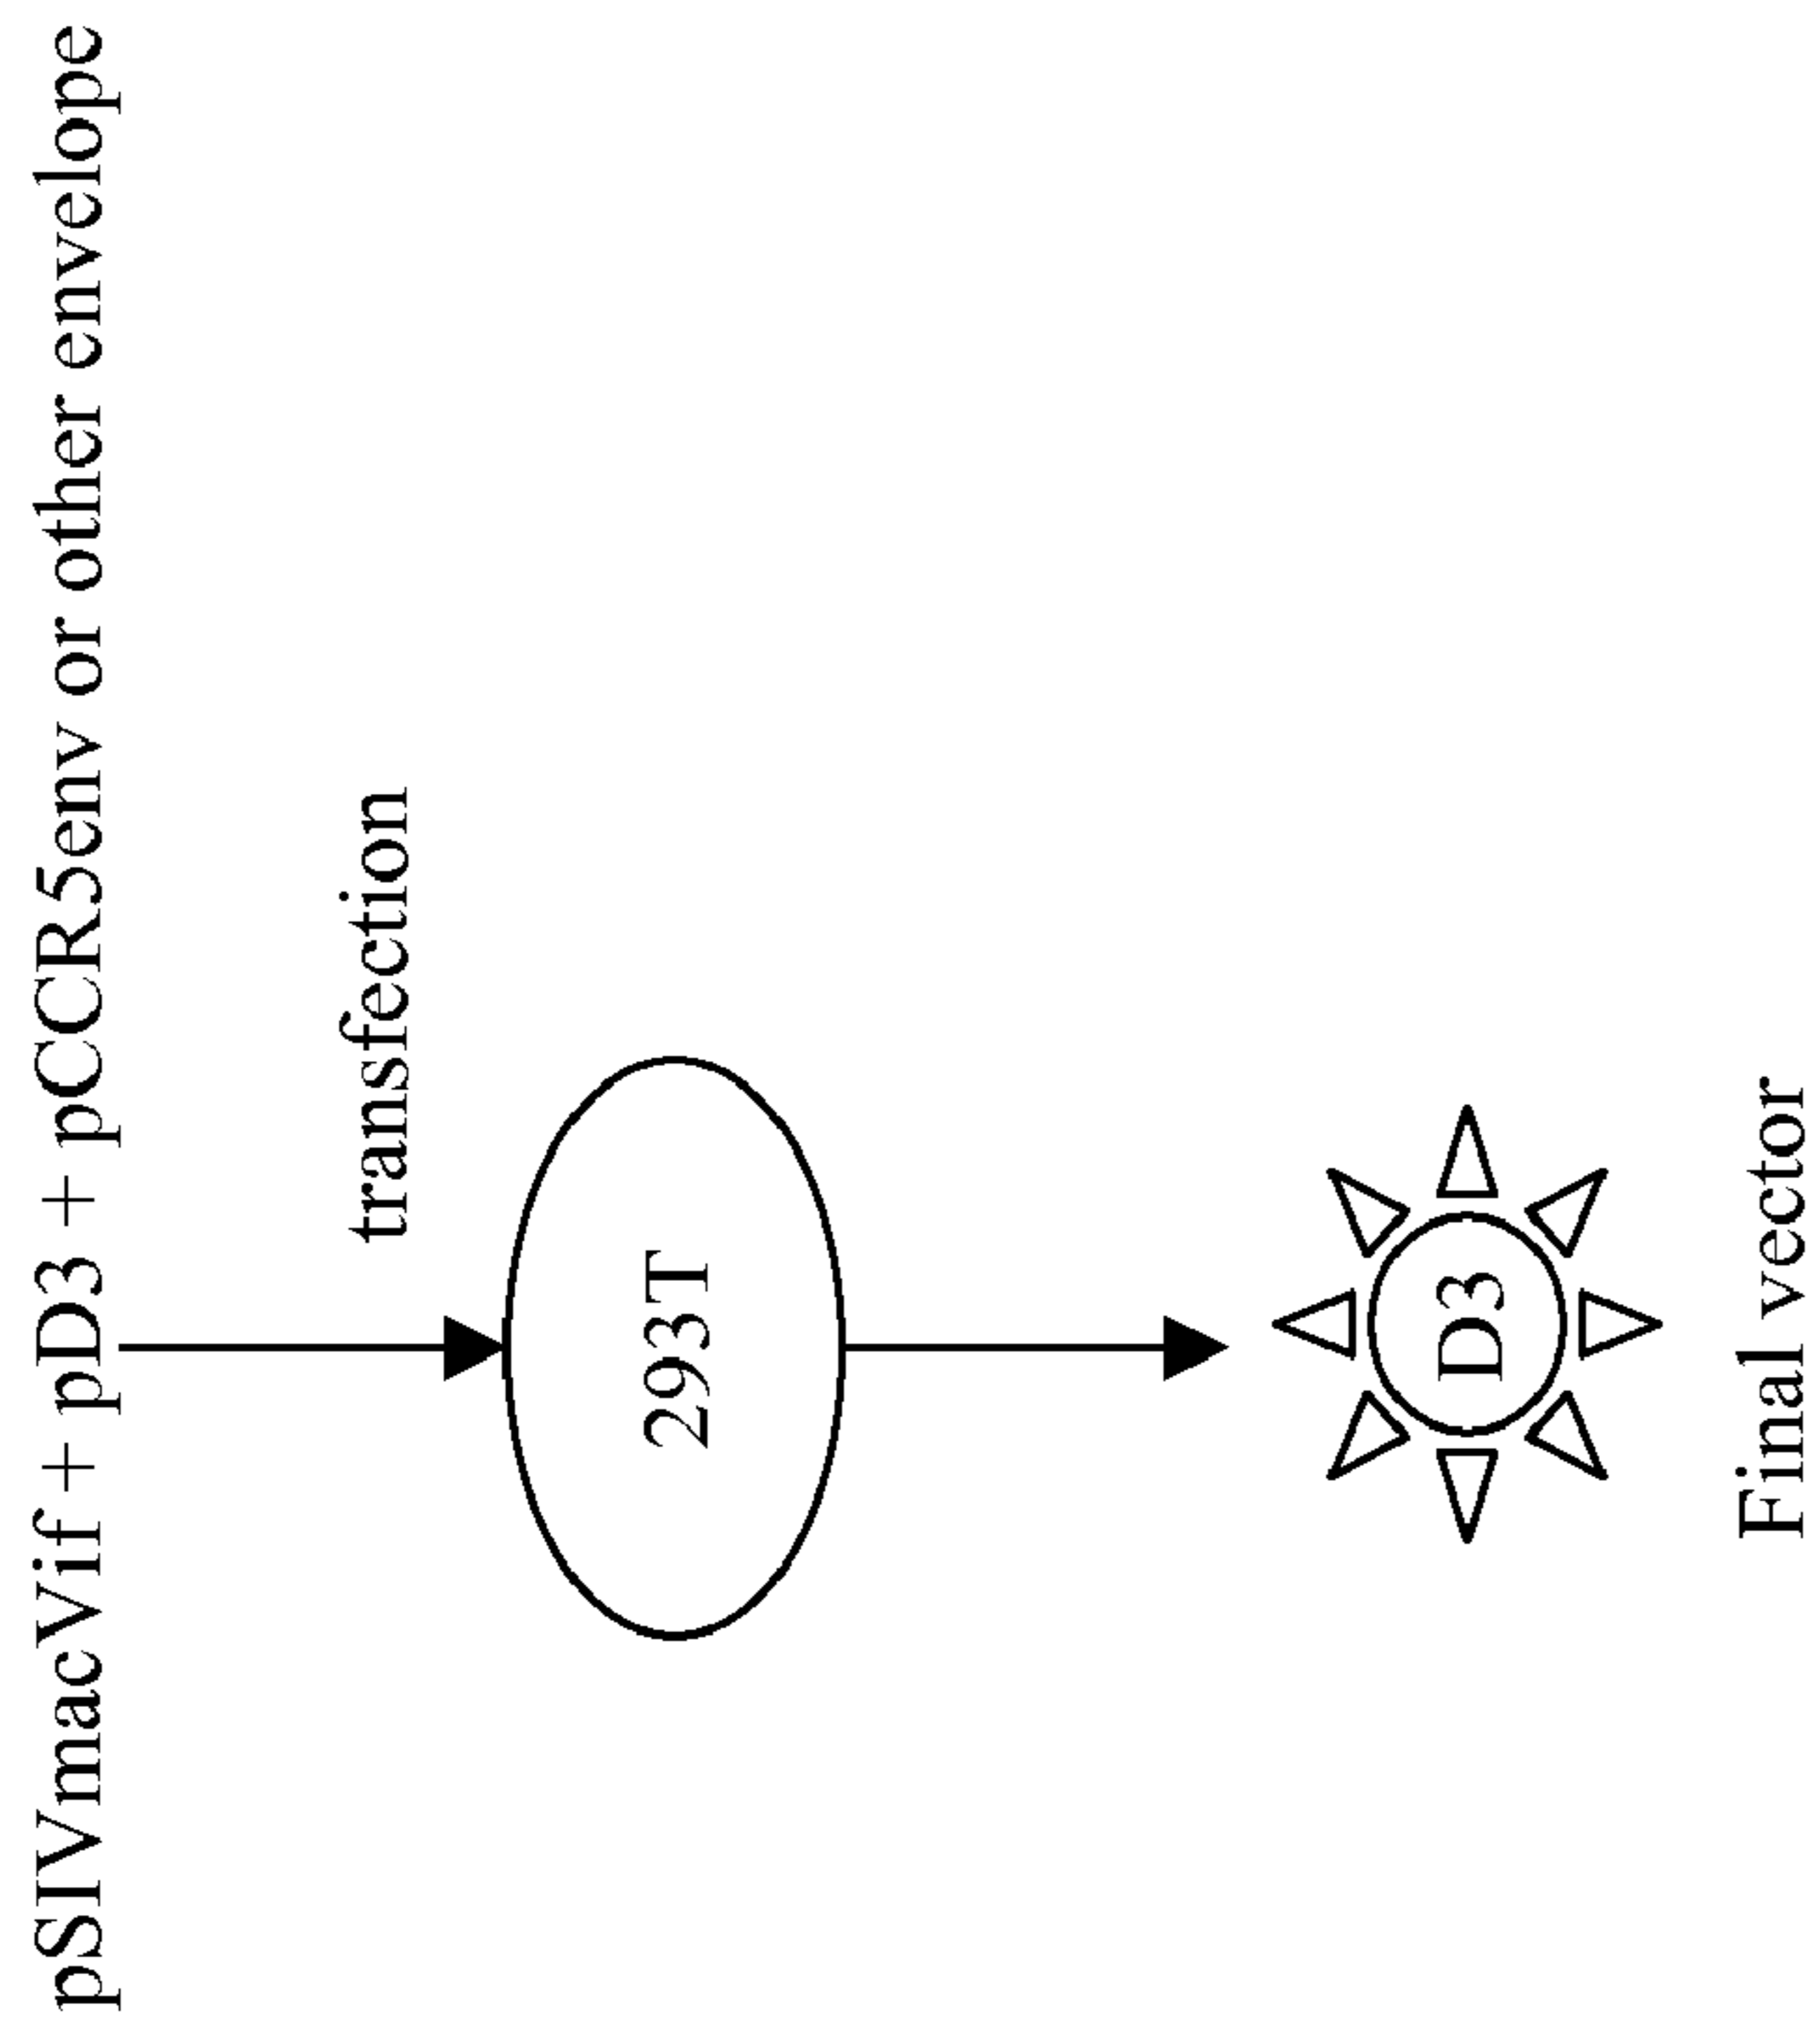 pSIVmacVif + pD3 + pCCR5env or other envelope
transfection
293T
D3
Final vector